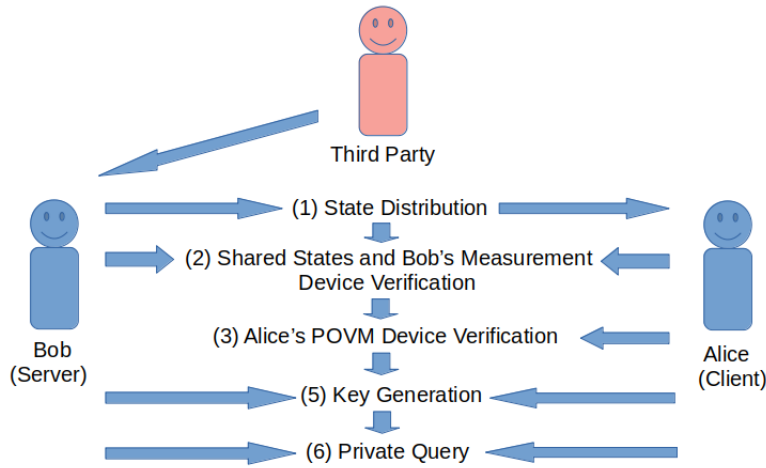 Third Party
(1) State Distribution
(2) Shared States and Bob's Measurement
Device Verification
(3) Alice's POVM Device Verification
Bob
(Server)
Alice
(Client)
(5) Key Generation
(6) Private Query